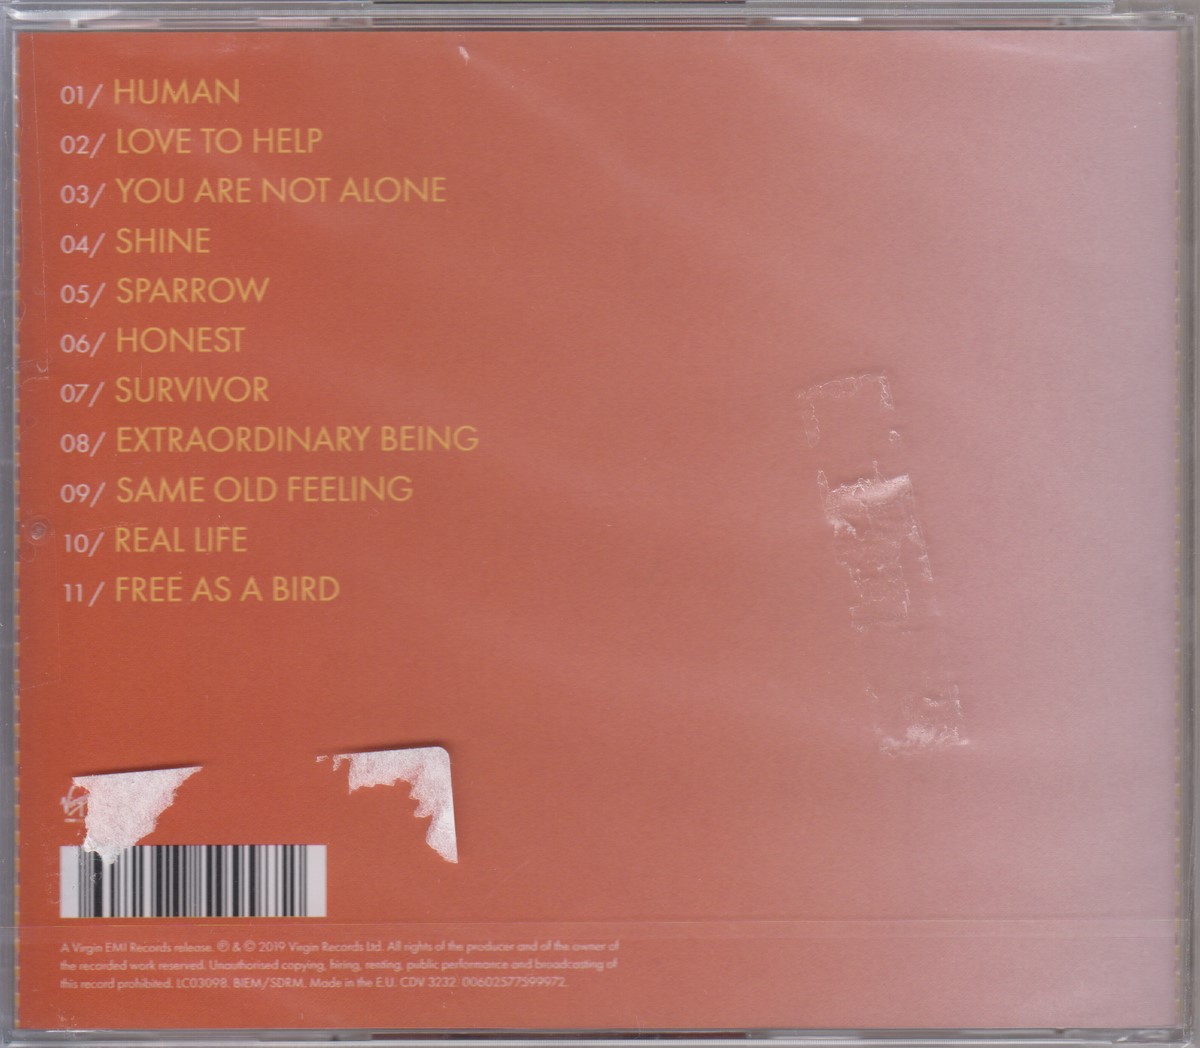 01/ HUMAN
02/ LOVE TO HELP
03/ YOU ARE NOT ALONE
04/ SHINE
05/ SPARROW
06/ HONEST
07/ SURVIVOR
08/ EXTRAORDINARY BEING
09/ SAME OLD FEELING
10/ REAL LIFE
11/ FREE AS A BIRD
A Virgin EMI Records release. ℗ & © 2019 Virgin Records Ltd. All rights of the producer and of the owner of
the recorded work reserved. Unauthorised copying, hiring, renting, public performance and broadcasting of
this record prohibited. LC03098. BIEM/SDRM. Made in the E.U. CDV 3232. 00602577599972.